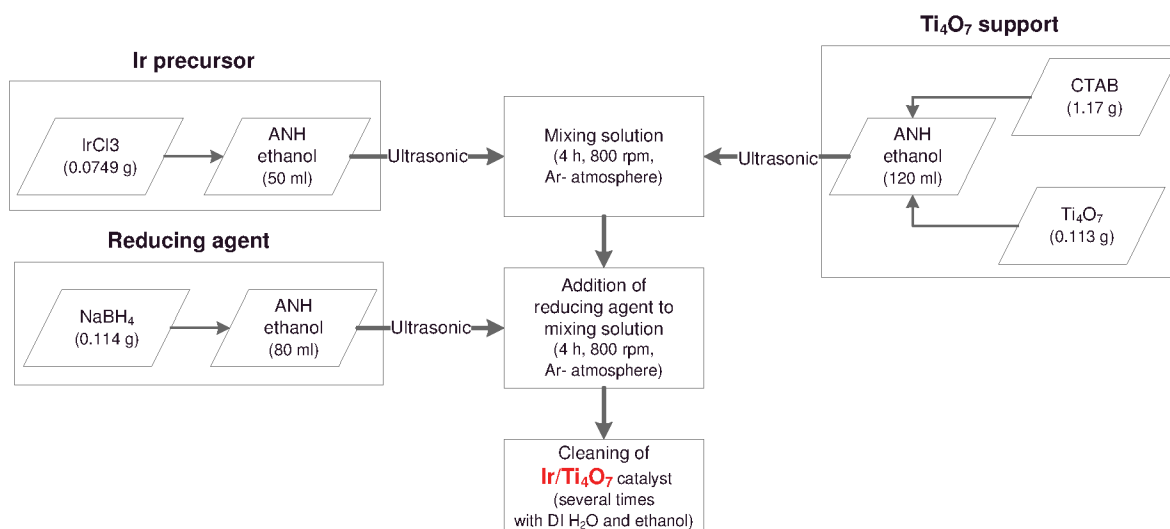 Ir precursor
IrCl3
(0.0749 g)
ANH
ethanol
(50 ml)
Ultrasonic
Mixing solution
(4 h, 800 rpm,
Ar- atmosphere)
Ultrasonic
Ti₄O₇ support
CTAB
(1.17 g)
ANH
ethanol
(120 ml)
Ti₄O₇
(0.113 g)
Reducing agent
NaBH₄
(0.114 g)
ANH
ethanol
(80 ml)
Ultrasonic
Addition of
reducing agent to
mixing solution
(4 h, 800 rpm,
Ar- atmosphere)
Cleaning of
Ir/Ti₄O₇ catalyst
(several times
with DI H₂O and ethanol)